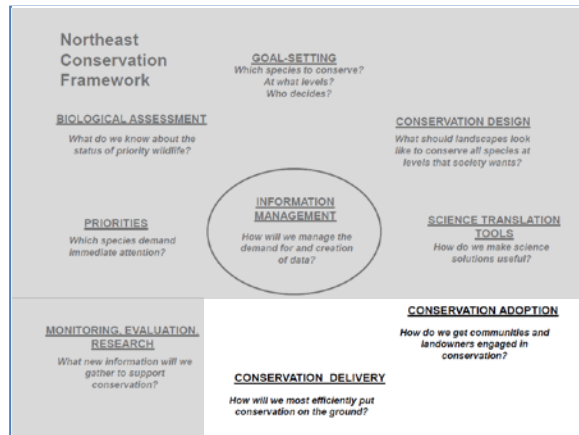 Northeast
Conservation
Framework
GOAL-SETTING
Which species to conserve?
At what levels?
Who decides?
BIOLOGICAL ASSESSMENT
What do we know about the
status of priority wildlife?
CONSERVATION DESIGN
What should landscapes look
like to conserve all species at
levels that society wants?
INFORMATION
MANAGEMENT
How will we manage the
demand for and creation
of data?
PRIORITIES
Which species demand
immediate attention?
SCIENCE TRANSLATION
TOOLS
How do we make science
solutions useful?
CONSERVATION ADOPTION
How do we get communities and
landowners engaged in
conservation?
MONITORING, EVALUATION,
RESEARCH
What new information will we
gather to support
conservation?
CONSERVATION DELIVERY
How will we most efficiently put
conservation on the ground?